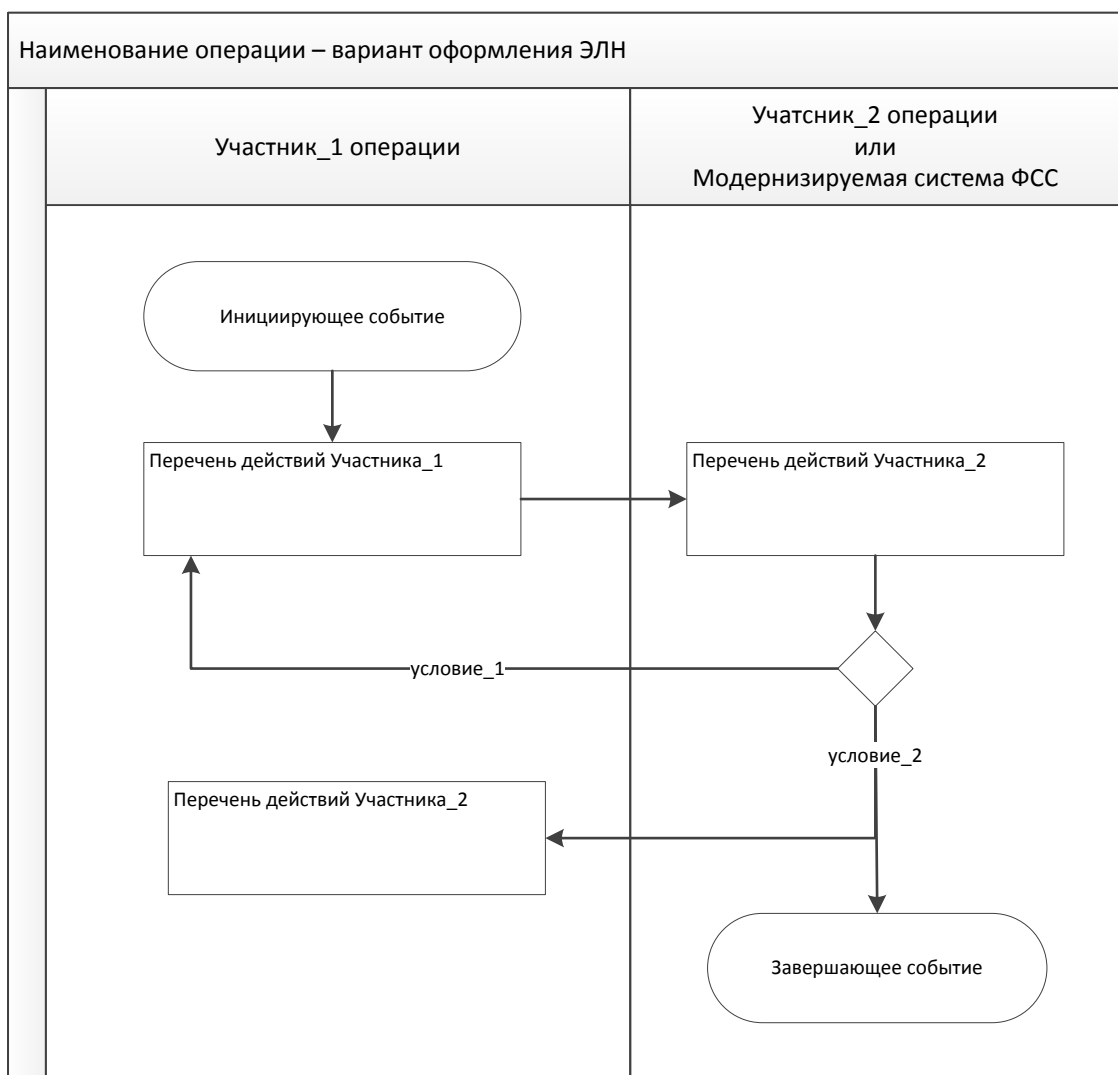 Наименование операции – вариант оформления ЭЛН
Участник_1 операции
Учатсник_2 операции
или
Модернизируемая система ФСС
Инициирующее событие
Перечень действий Участника_1
Перечень действий Участника_2
условие_1
условие_2
Перечень действий Участника_2
Завершающее событие